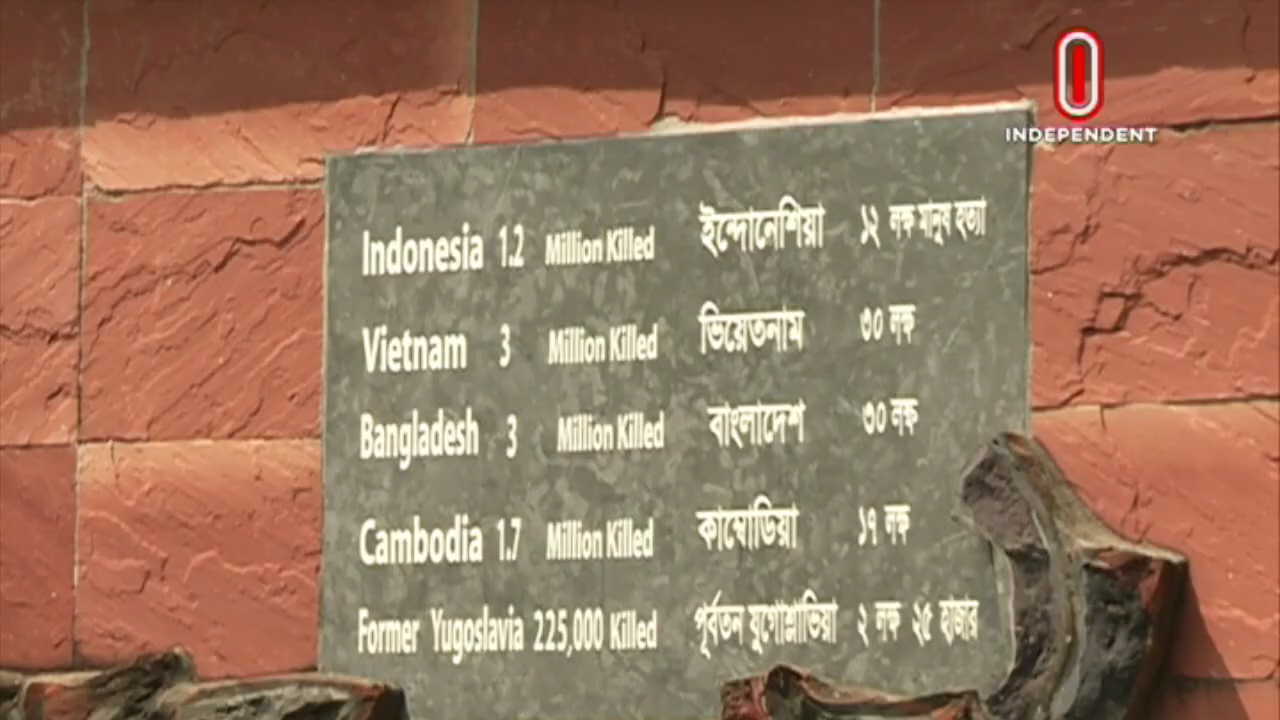 INDEPENDENT
Indonesia 1.2 Million Killed ইন্দোনেশিয়া ১২ লক্ষ মানুষ হত্যা
Vietnam 3 Million Killed ভিয়েতনাম ৩০ লক্ষ
Bangladesh 3 Million Killed বাংলাদেশ ৩০ লক্ষ
Cambodia 1.7 Million Killed কাম্বোডিয়া ১৭ লক্ষ
Former Yugoslavia 225,000 Killed পূর্বতন যুগোশ্লাভিয়া ২ লক্ষ ২৫ হাজার